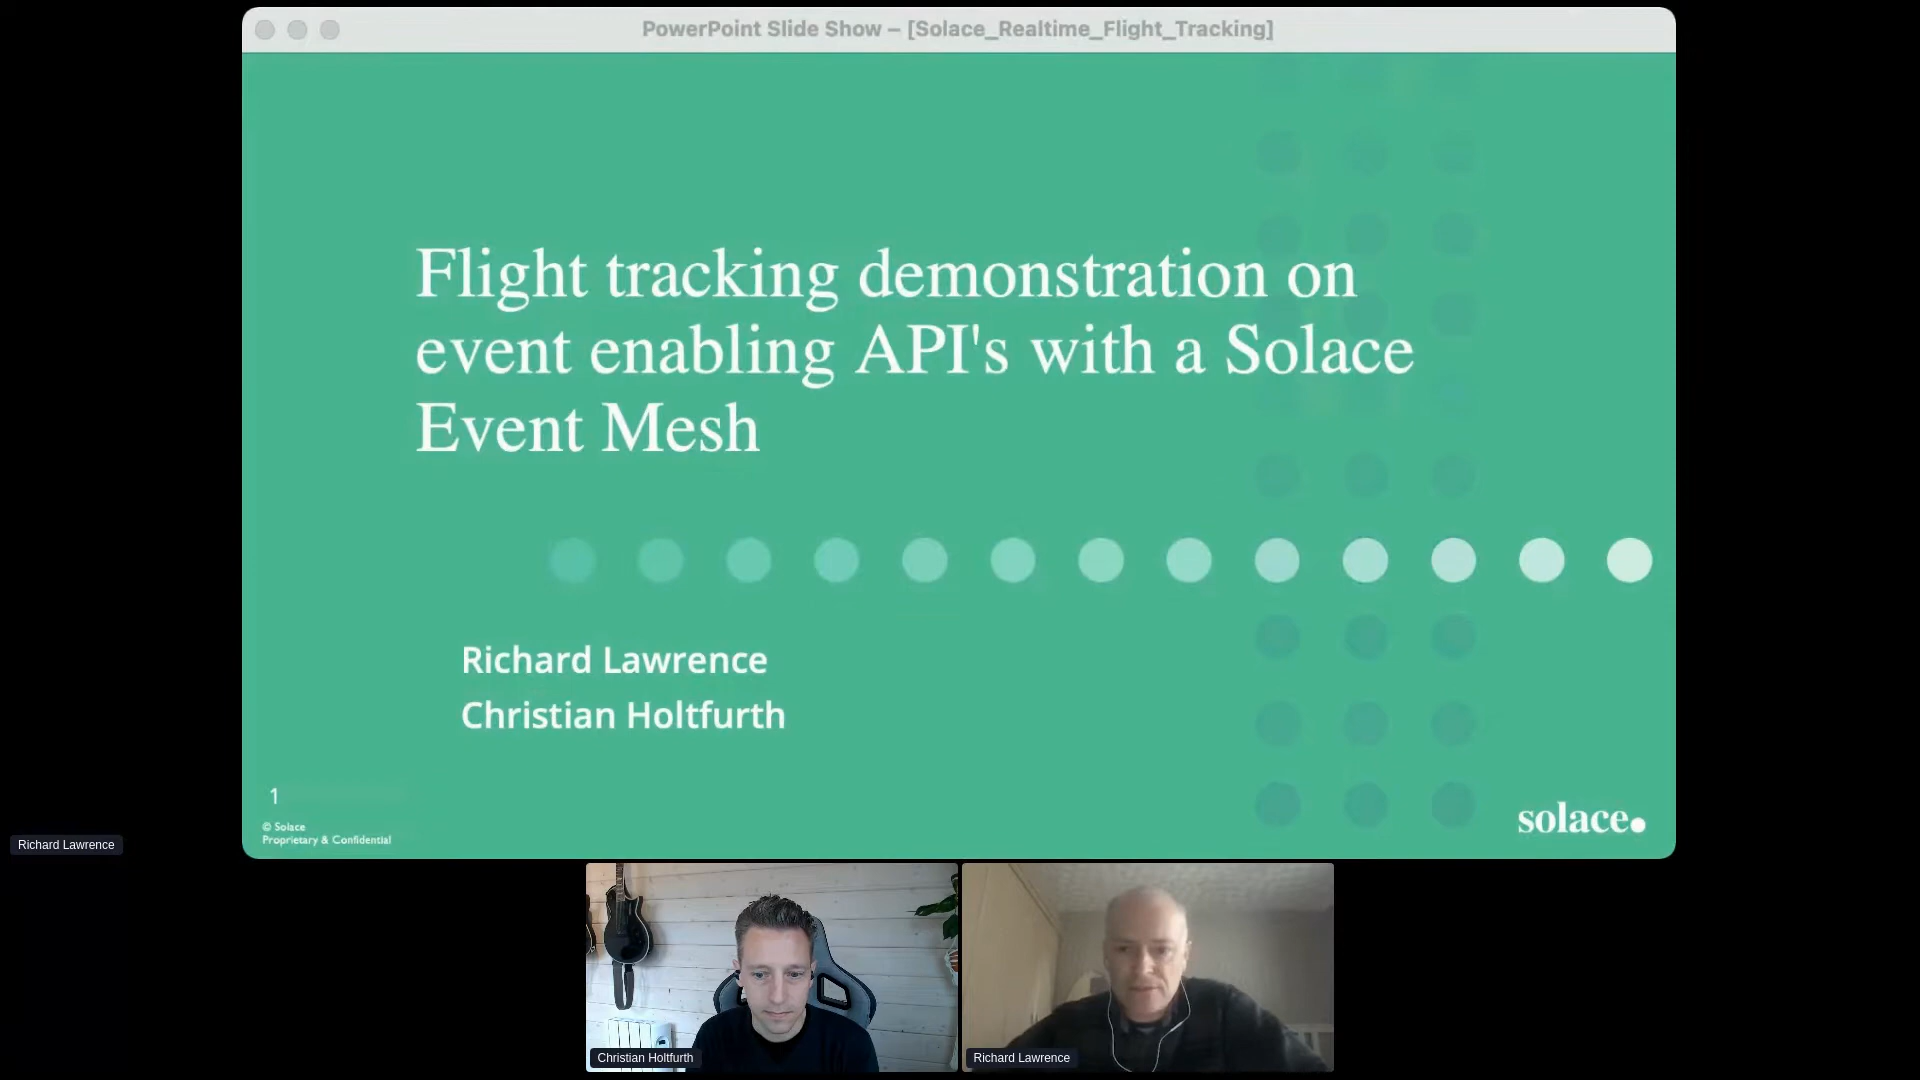 PowerPoint Slide Show – [Solace_Realtime_Flight_Tracking]
Flight tracking demonstration on
event enabling API's with a Solace
Event Mesh
Richard Lawrence
Christian Holtfurth
1
© Solace
Proprietary & Confidential
solace.
Richard Lawrence
Christian Holtfurth
Richard Lawrence